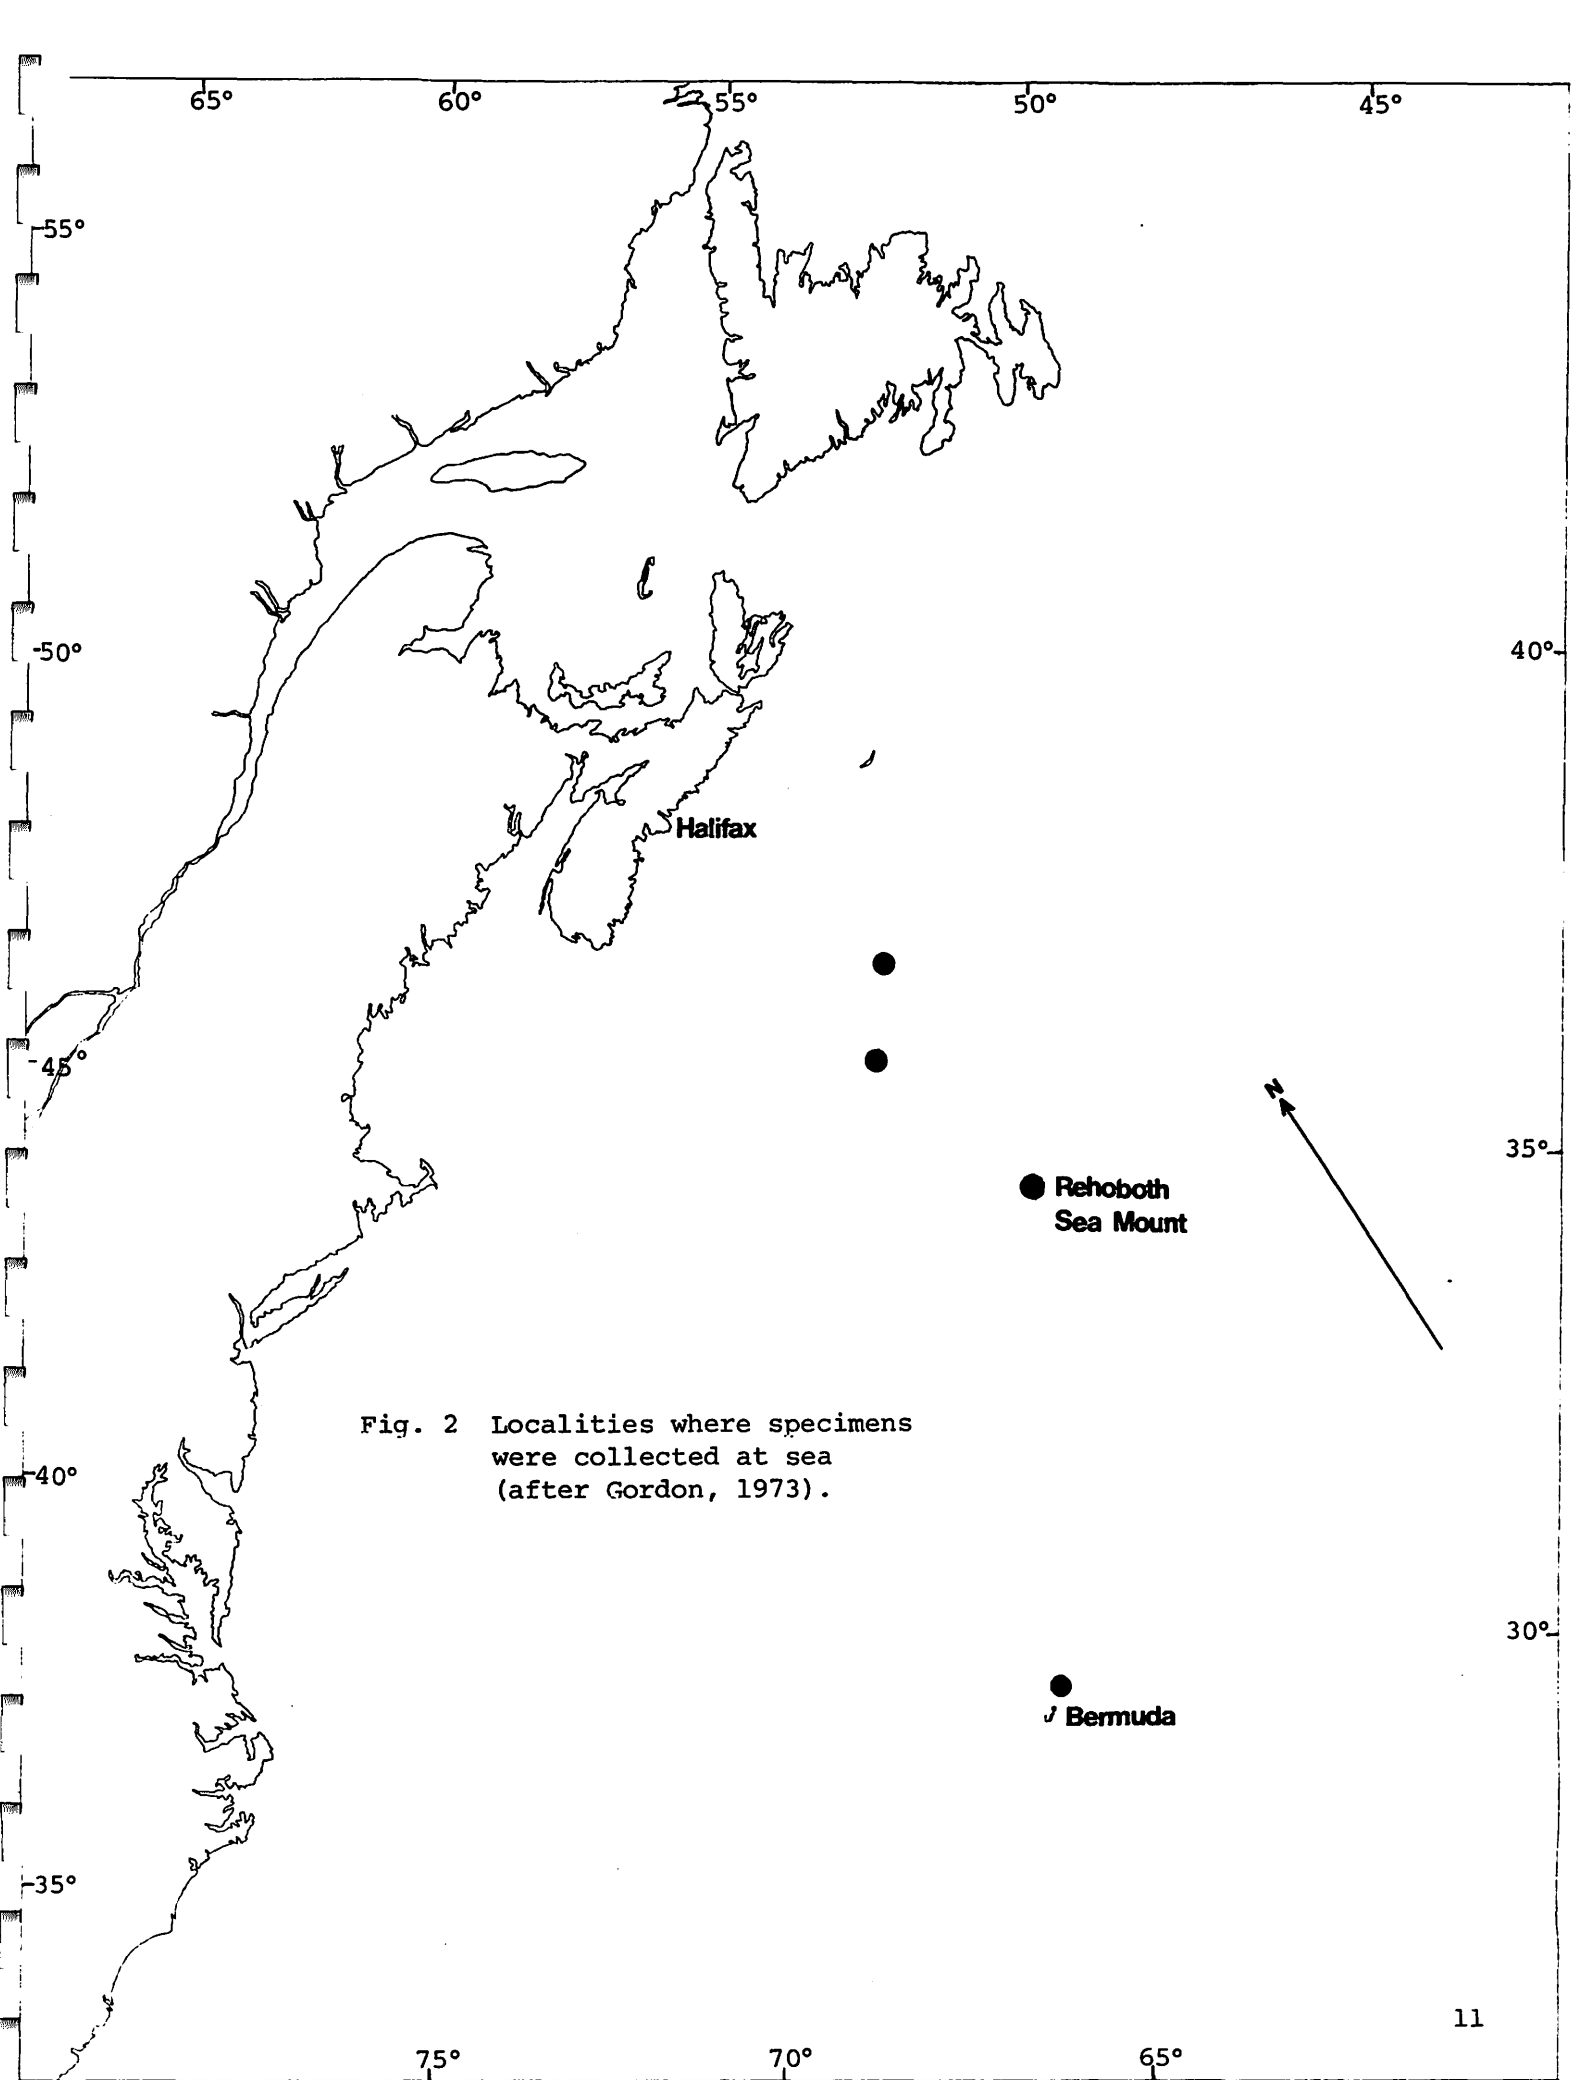 65° 60° 55° 50° 45°
55°
50° 40°
Halifax
45°
N
35°
Rehoboth
Sea Mount
Fig. 2 Localities where specimens
were collected at sea
(after Gordon, 1973).
40°
30°
Bermuda
35°
11
75° 70° 65°